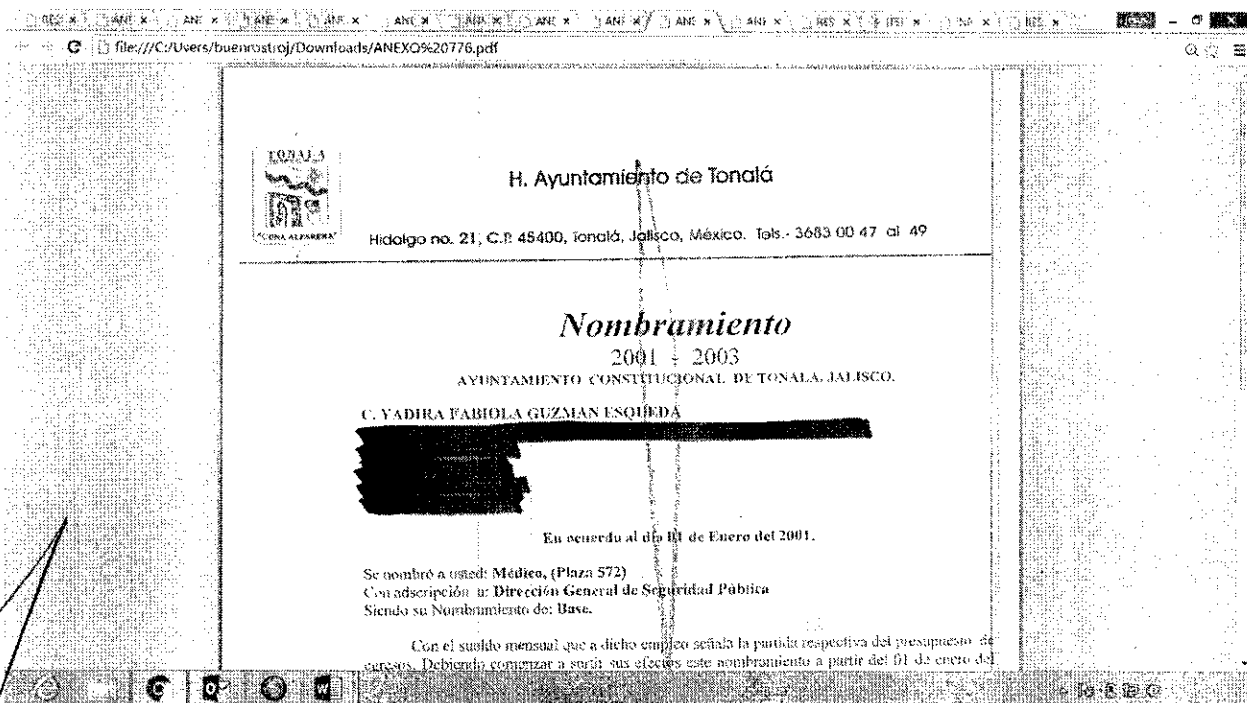 file:///C:/Users/buenrostroj/Downloads/ANEXO%20776.pdf
TONALA
"CUNA ALFARERA"
H. Ayuntamiento de Tonalá
Hidalgo no. 21, C.P. 45400, Tonalá, Jalisco, México. Tels.- 3683 00 47 al 49
Nombramiento
2001 - 2003
AYUNTAMIENTO CONSTITUCIONAL DE TONALA, JALISCO.
C. YADIRA FABIOLA GUZMAN ESQUEDA
En acuerdo al día 01 de Enero del 2001.
Se nombró a usted: Médico, (Plaza 572)
Con adscripción a: Dirección General de Seguridad Pública
Siendo su Nombramiento de: Base.
Con el sueldo mensual que a dicho empleo señala la partida respectiva del presupuesto de
egresos. Debiendo comenzar a surtir sus efectos este nombramiento a partir del 01 de enero del